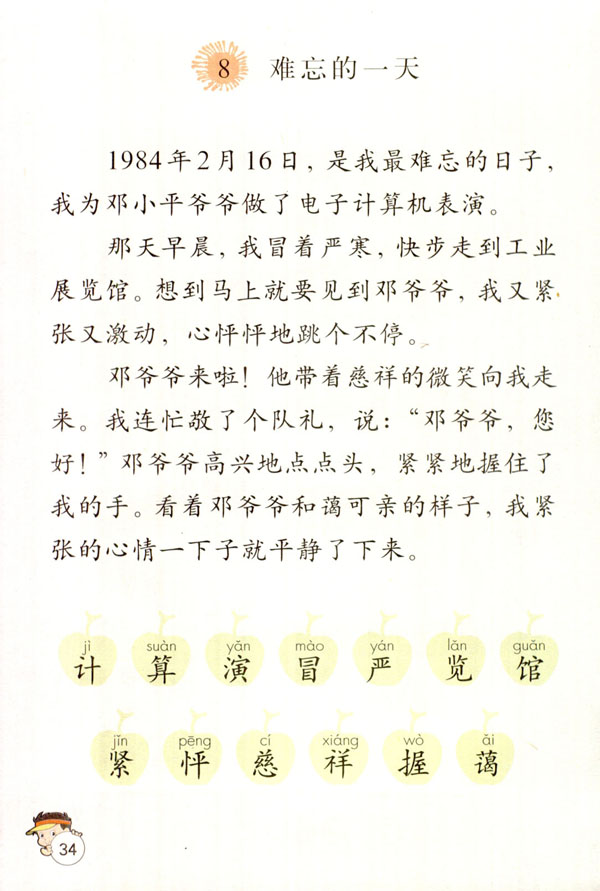 8 难忘的一天
1984年2月16日，是我最难忘的日子，
我为邓小平爷爷做了电子计算机表演。
那天早晨，我冒着严寒，快步走到工业
展览馆。想到马上就要见到邓爷爷，我又紧
张又激动，心怦怦地跳个不停。
邓爷爷来啦！他带着慈祥的微笑向我走
来。我连忙敬了个队礼，说：“邓爷爷，您
好！”邓爷爷高兴地点点头，紧紧地握住了
我的手。看着邓爷爷和蔼可亲的样子，我紧
张的心情一下子就平静了下来。
jì suàn yǎn mào yán lǎn guǎn
计 算 演 冒 严 览 馆
jǐn pēng cí xiáng wò ǎi
紧 怦 慈 祥 握 蔼
34